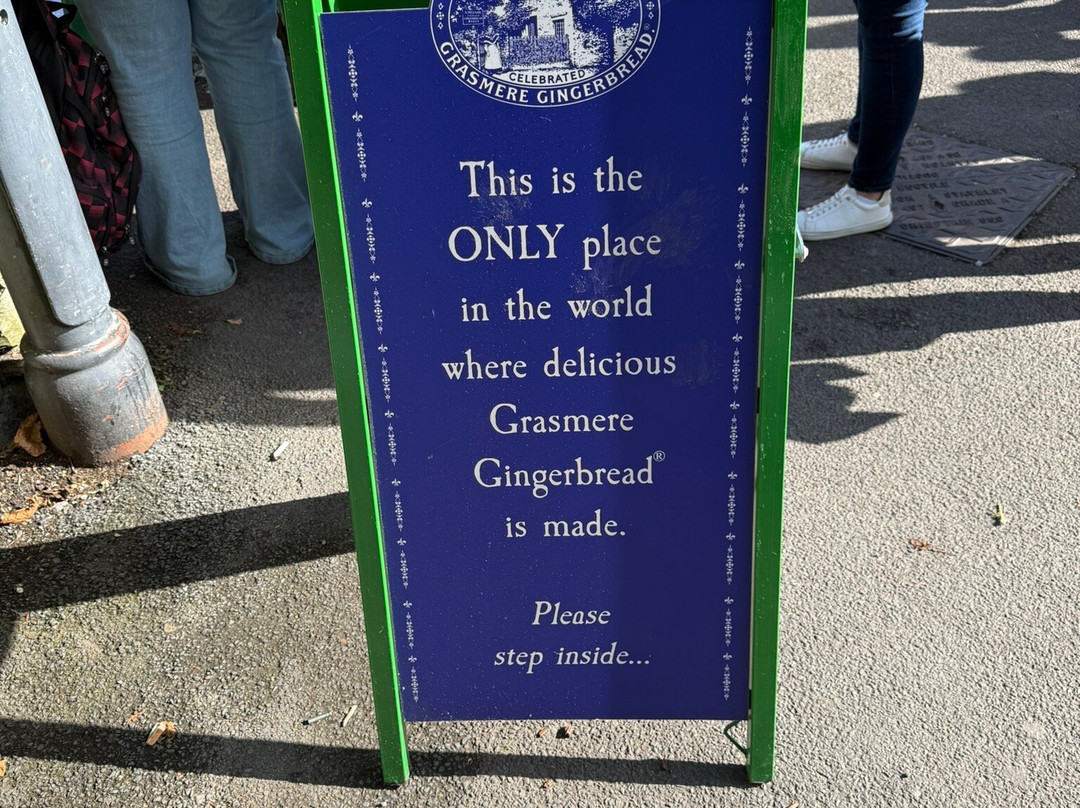 CELEBRATED
GRASMERE GINGERBREAD.®
This is the
ONLY place
in the world
where delicious
Grasmere
Gingerbread®
is made.
Please
step inside...